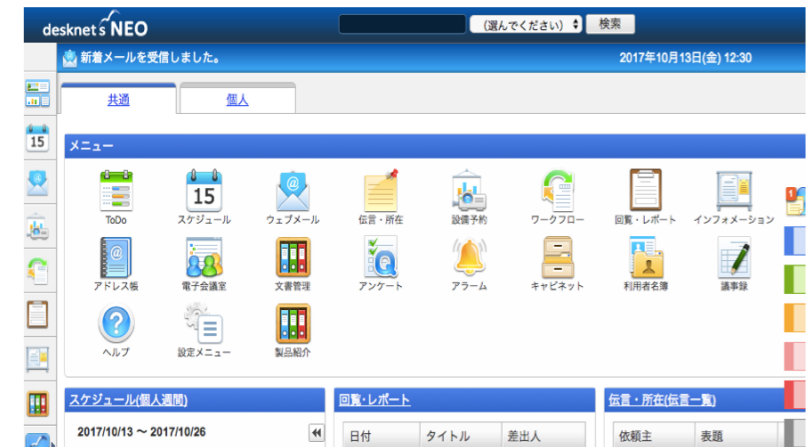 desknet's NEO
(選んでください) 検索
新着メールを受信しました。 2017年10月13日(金) 12:30
共通 個人
メニュー
15
15
ToDo スケジュール ウェブメール 伝言・所在 設備予約 ワークフロー 回覧・レポート インフォメーション
アドレス帳 電子会議室 文書管理 アンケート アラーム キャビネット 利用者名簿 議事録
ヘルプ 設定メニュー 製品紹介
スケジュール(個人週間) 回覧・レポート 伝言・所在(伝言一覧)
2017/10/13 ～ 2017/10/26 日付 タイトル 差出人 依頼主 表題